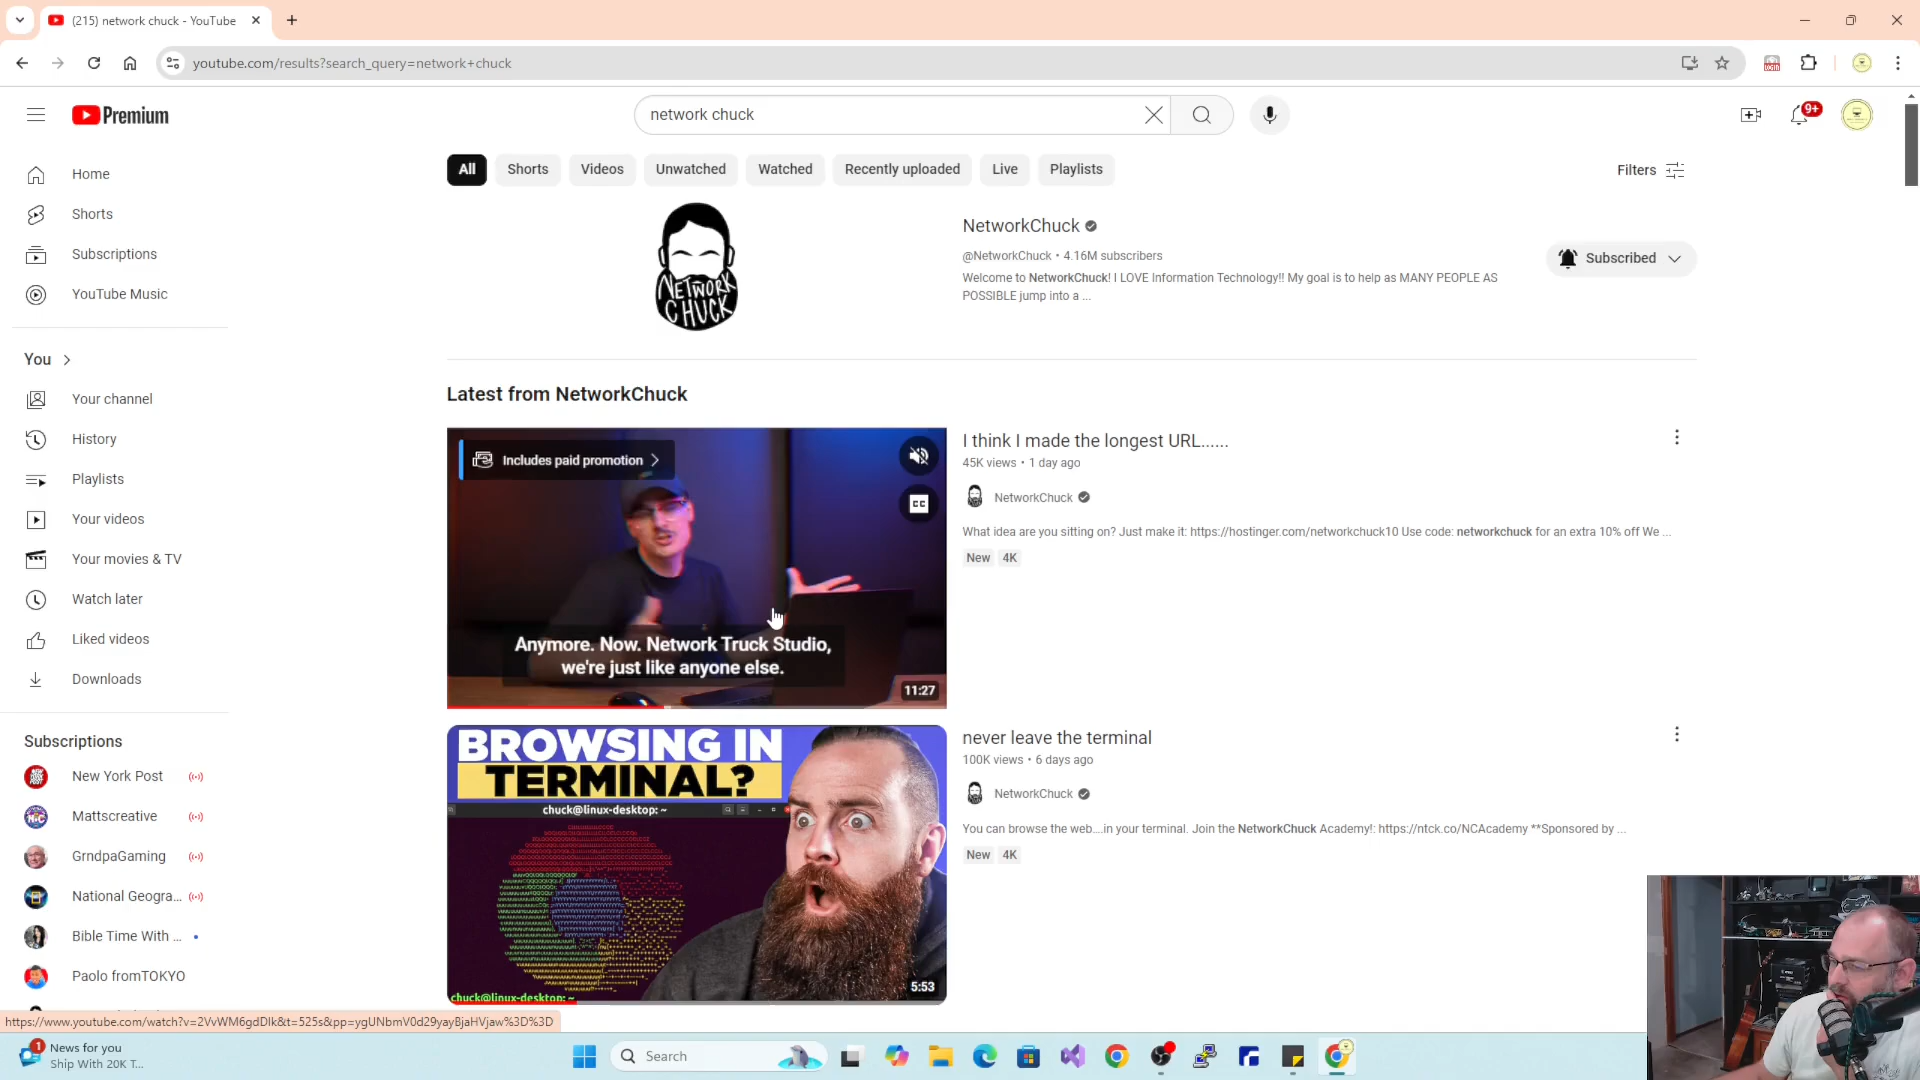 (215) network chuck - YouTube
youtube.com/results?search_query=network+chuck
Premium
network chuck
9+
Home
Shorts
Subscriptions
YouTube Music
You
Your channel
History
Playlists
Your videos
Your movies & TV
Watch later
Liked videos
Downloads
Subscriptions
New York Post
Mattscreative
GrndpaGaming
National Geogra...
Bible Time With ...
Paolo fromTOKYO
All
Shorts
Videos
Unwatched
Watched
Recently uploaded
Live
Playlists
Filters
NETWORK
CHUCK
NetworkChuck
@NetworkChuck • 4.16M subscribers
Welcome to NetworkChuck! I LOVE Information Technology!! My goal is to help as MANY PEOPLE AS
POSSIBLE jump into a ...
Subscribed
Latest from NetworkChuck
Includes paid promotion
CC
Anymore. Now. Network Truck Studio,
we're just like anyone else.
11:27
I think I made the longest URL......
45K views • 1 day ago
NetworkChuck
What idea are you sitting on? Just make it: https://hostinger.com/networkchuck10 Use code: networkchuck for an extra 10% off We ...
New
4K
BROWSING IN
TERMINAL?
chuck@linux-desktop: ~
chuck@linux-desktop:~
5:53
never leave the terminal
100K views • 6 days ago
NetworkChuck
You can browse the web....in your terminal. Join the NetworkChuck Academy!: https://ntck.co/NCAcademy **Sponsored by ...
New
4K
https://www.youtube.com/watch?v=2VvWM6gdDlk&t=525s&pp=ygUNbmV0d29yayBjaHVjaw%3D%3D
1
News for you
Ship With 20K T...
Search